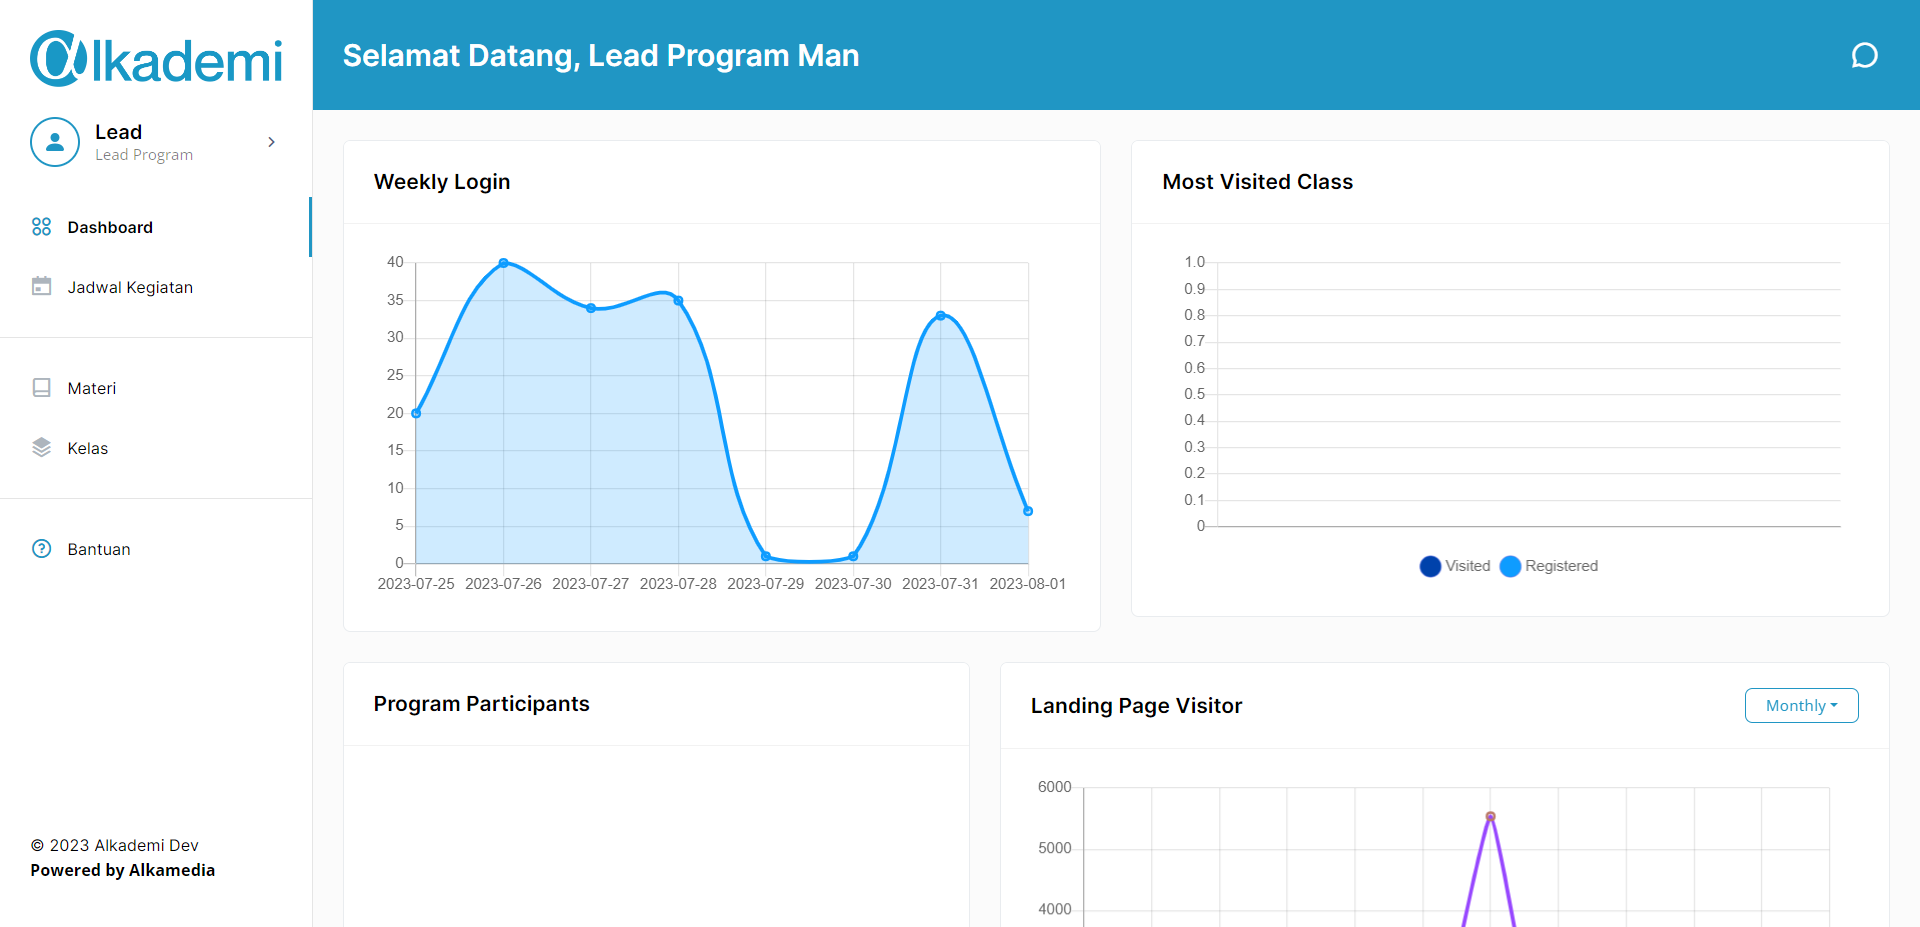 alkademi
Lead
Lead Program
Dashboard
Jadwal Kegiatan
Materi
Kelas
Bantuan
© 2023 Alkademi Dev
Powered by Alkamedia
Selamat Datang, Lead Program Man
Weekly Login
40
35
30
25
20
15
10
5
0
2023-07-25 2023-07-26 2023-07-27 2023-07-28 2023-07-29 2023-07-30 2023-07-31 2023-08-01
Most Visited Class
1.0
0.9
0.8
0.7
0.6
0.5
0.4
0.3
0.2
0.1
0
Visited Registered
Program Participants
Landing Page Visitor
Monthly
6000
5000
4000